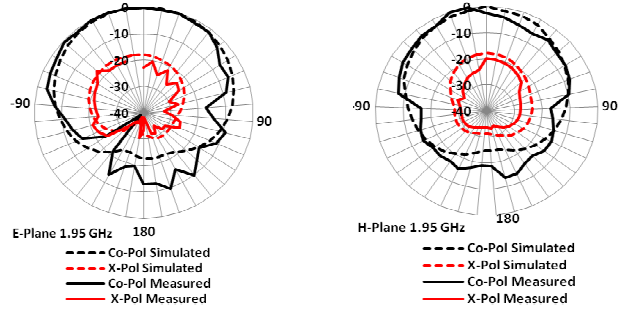 0
-10
-20
-30
-40
-90
90
180
E-Plane 1.95 GHz
Co-Pol Simulated
X-Pol Simulated
Co-Pol Measured
X-Pol Measured
0
-10
-20
-30
-40
-90
90
180
H-Plane 1.95 GHz
Co-Pol Simulated
X-Pol Simulated
Co-Pol Measured
X-Pol Measured